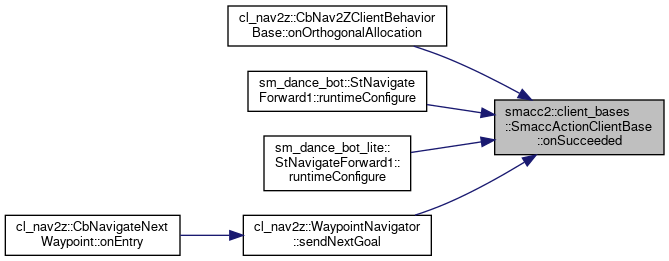 cl_nav2z::CbNav2ZClientBehavior
Base::onOrthogonalAllocation
sm_dance_bot::StNavigate
Forward1::runtimeConfigure
smacc2::client_bases
::SmaccActionClientBase
::onSucceeded
sm_dance_bot_lite::
StNavigateForward1::
runtimeConfigure
cl_nav2z::CbNavigateNext
Waypoint::onEntry
cl_nav2z::WaypointNavigator
::sendNextGoal